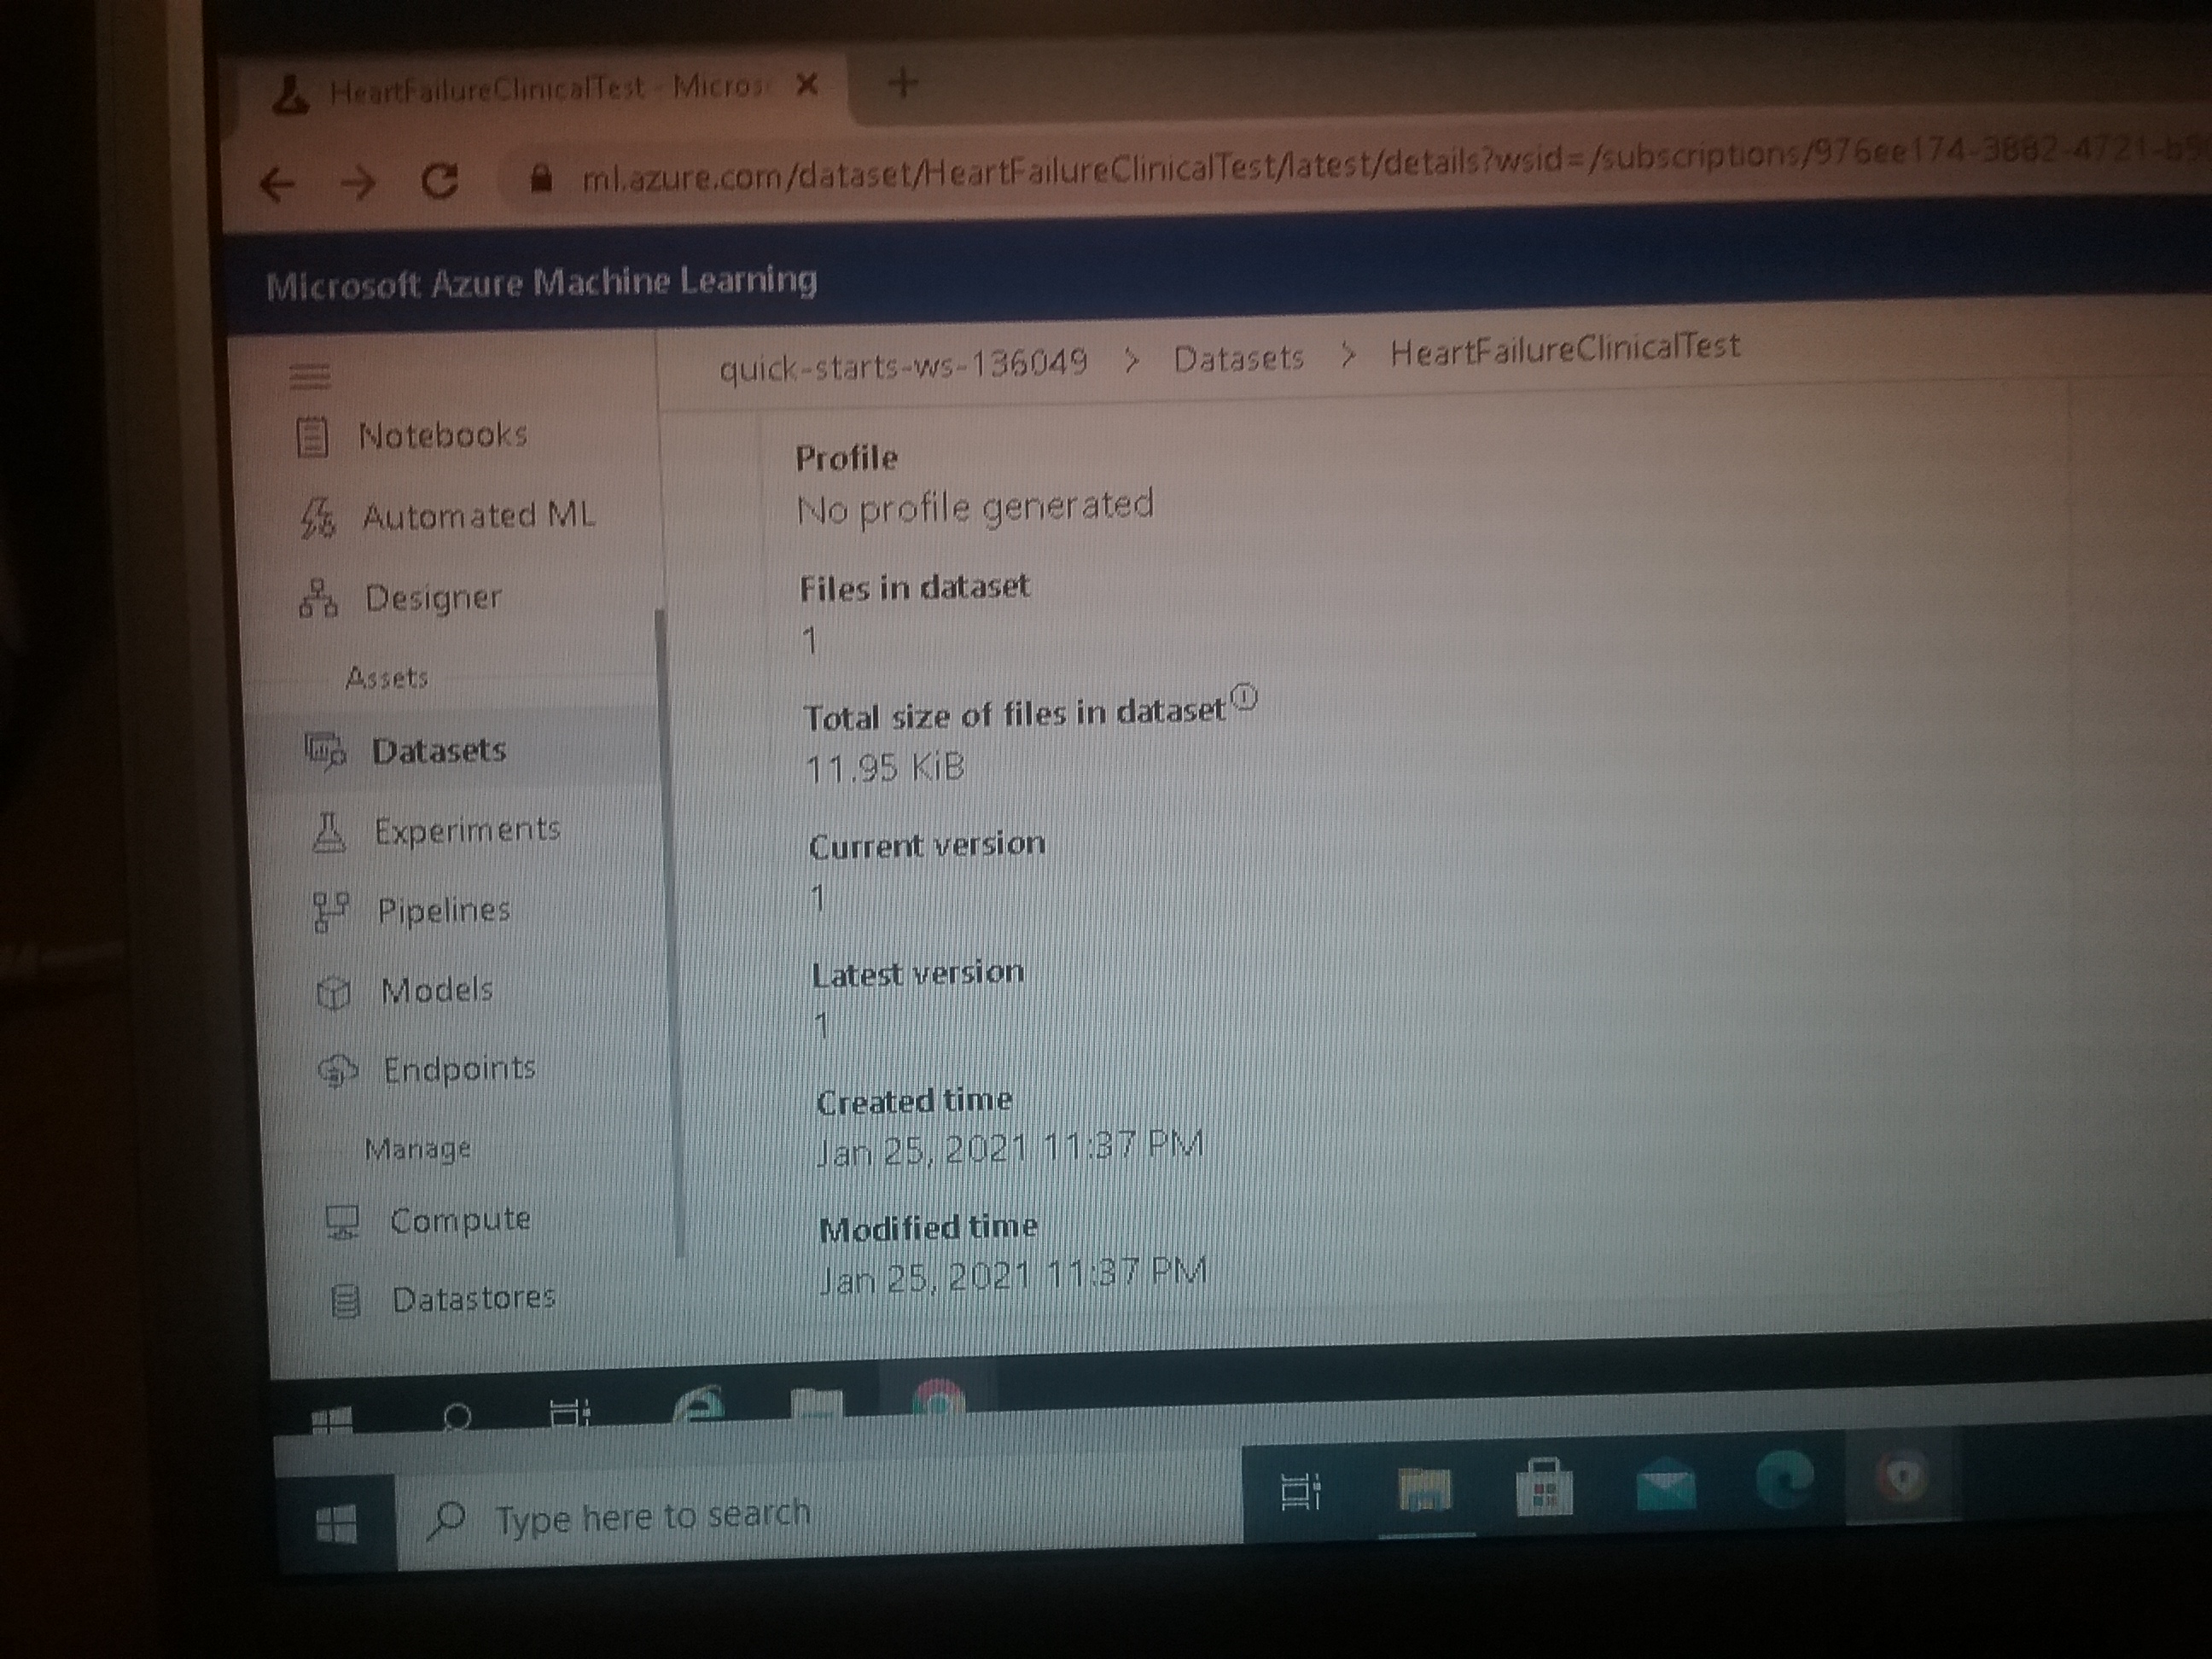 HeartFailureClinicalTest - Micros
ml.azure.com/dataset/HeartFailureClinicalTest/latest/details?wsid=/subscriptions/976ee174-3882-4721-b9
Microsoft Azure Machine Learning
quick-starts-ws-136049 > Datasets > HeartFailureClinicalTest
Notebooks
Automated ML
Designer
Assets
Datasets
Experiments
Pipelines
Models
Endpoints
Manage
Compute
Datastores
Profile
No profile generated
Files in dataset
1
Total size of files in dataset
11.95 KiB
Current version
1
Latest version
1
Created time
Jan 25, 2021 11:37 PM
Modified time
Jan 25, 2021 11:37 PM
Type here to search